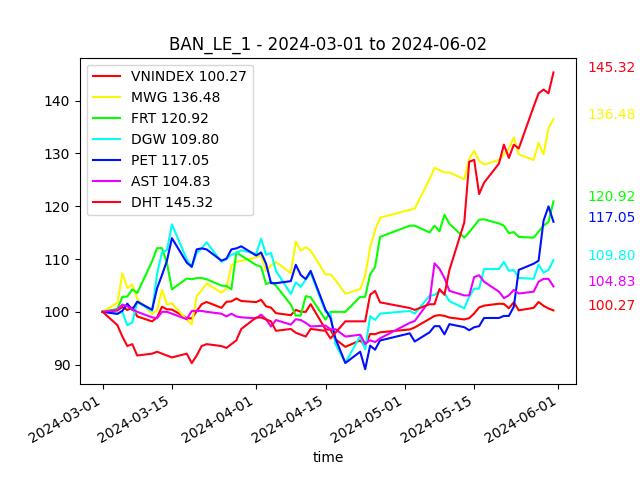 BAN_LE_1 - 2024-03-01 to 2024-06-02
VNINDEX 100.27
MWG 136.48
FRT 120.92
DGW 109.80
PET 117.05
AST 104.83
DHT 145.32
145.32
136.48
120.92
117.05
109.80
104.83
100.27
140
130
120
110
100
90
2024-03-01
2024-03-15
2024-04-01
2024-04-15
2024-05-01
2024-05-15
2024-06-01
time